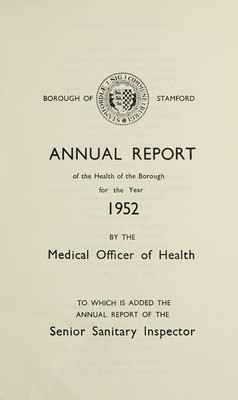 BOROUGH OF STAMFORD
ANNUAL REPORT
of the Health of the Borough
for the Year
1952
BY THE
Medical Officer of Health
TO WHICH IS ADDED THE
ANNUAL REPORT OF THE
Senior Sanitary Inspector